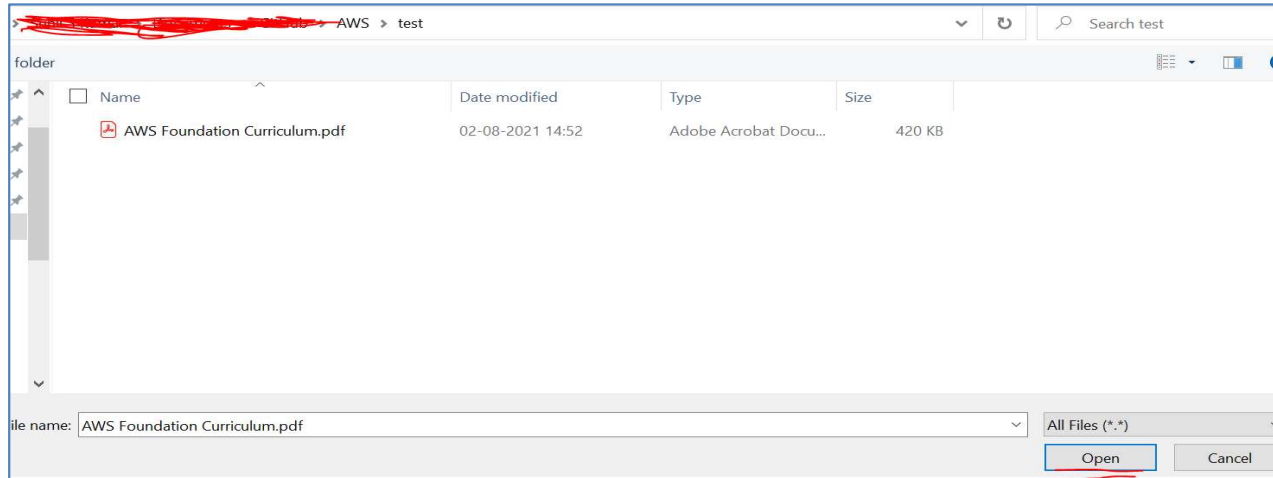 > AWS > test
Search test
folder
Name Date modified Type Size
AWS Foundation Curriculum.pdf 02-08-2021 14:52 Adobe Acrobat Docu... 420 KB
ile name: AWS Foundation Curriculum.pdf All Files (*.*)
Open Cancel